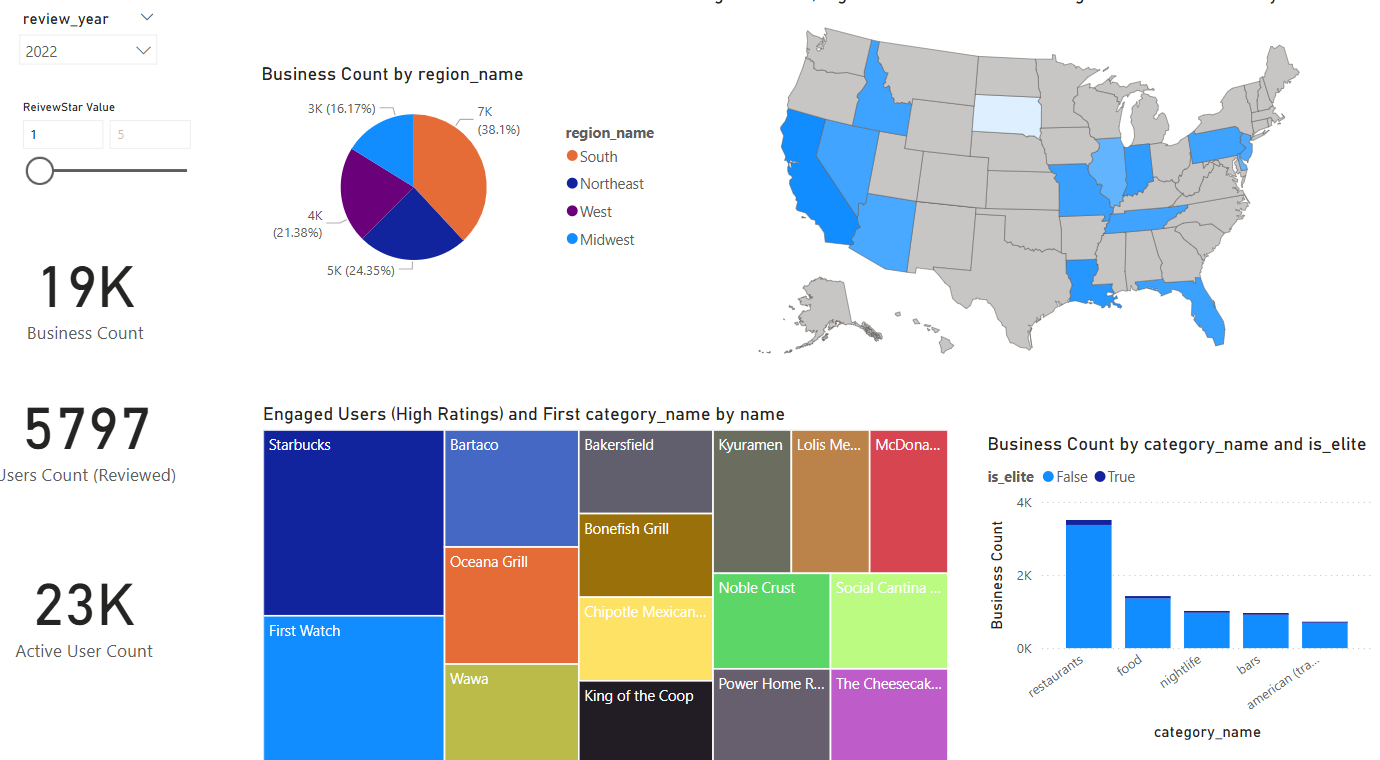 review_year
2022
ReivewStar Value
1
5
19K
Business Count
5797
Users Count (Reviewed)
23K
Active User Count
Business Count by region_name
3K (16.17%)
7K
(38.1%)
4K
(21.38%)
5K (24.35%)
region_name
South
Northeast
West
Midwest
Engaged Users (High Ratings) and First category_name by name
Starbucks
Bartaco
Bakersfield
Kyuramen
Lolis Me...
McDona...
Bonefish Grill
Oceana Grill
Noble Crust
Social Cantina ...
Chipotle Mexican...
First Watch
Wawa
King of the Coop
Power Home R...
The Cheesecak...
Business Count by category_name and is_elite
is_elite
False
True
Business Count
4K
2K
0K
restaurants
food
nightlife
bars
american (tra...
category_name